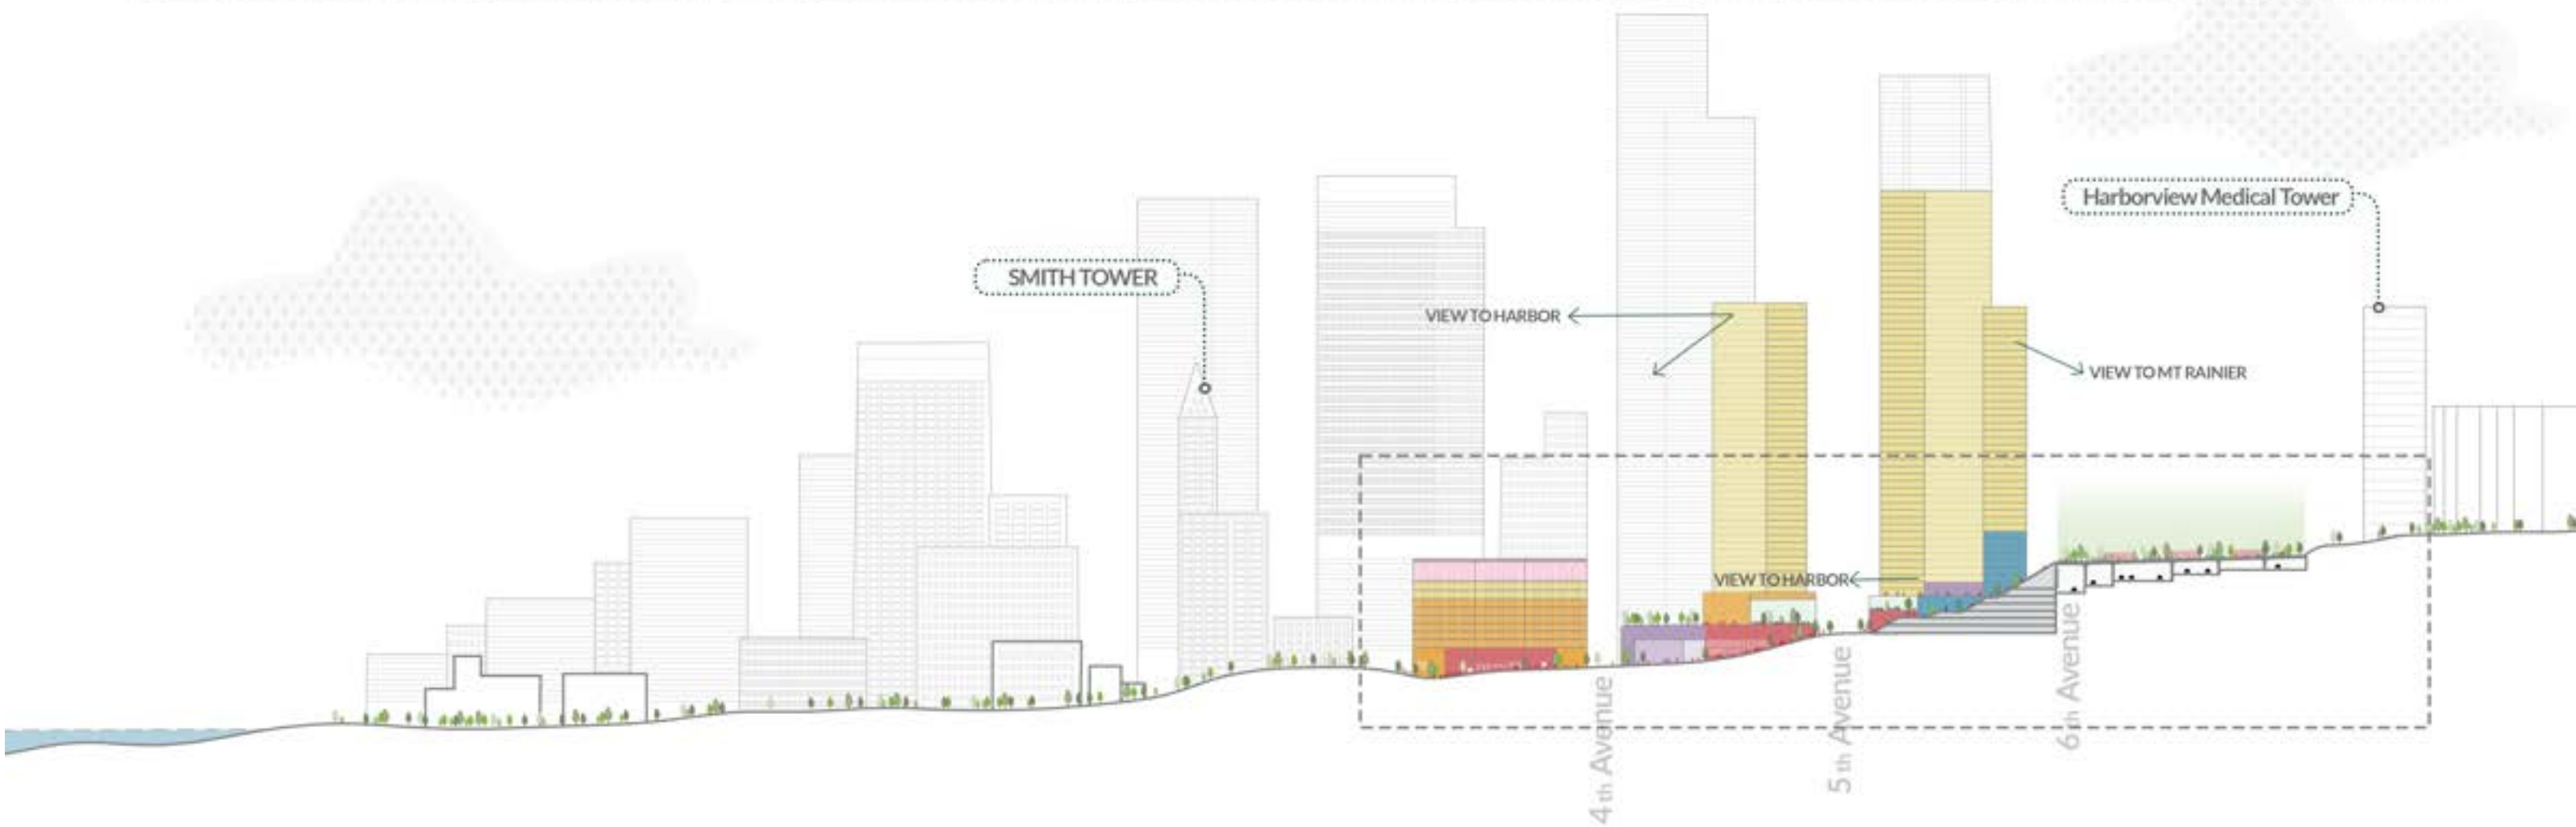 Harborview Medical Tower
SMITH TOWER
VIEW TO HARBOR
VIEW TO MT RAINIER
VIEW TO HARBOR
4th Avenue
5th Avenue
6th Avenue